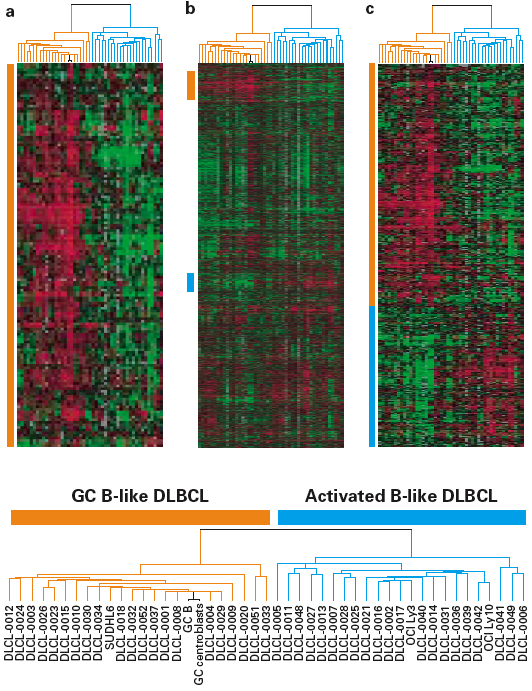 a
b
c
GC B-like DLBCL
Activated B-like DLBCL
DLCL-0012
DLCL-0024
DLCL-0003
DLCL-0026
DLCL-0023
DLCL-0015
DLCL-0010
DLCL-0030
DLCL-0034
SUDHL6
DLCL-0018
DLCL-0032
DLCL-0052
DLCL-0037
DLCL-0001
DLCL-0008
GC B
GC centroblasts
DLCL-0004
DLCL-0029
DLCL-0009
DLCL-0020
DLCL-0051
DLCL-0033
DLCL-0005
DLCL-0011
DLCL-0048
DLCL-0027
DLCL-0013
DLCL-0007
DLCL-0028
DLCL-0025
DLCL-0021
DLCL-0016
DLCL-0002
DLCL-0017
OCI Ly3
DLCL-0040
DLCL-0014
DLCL-0031
DLCL-0036
DLCL-0039
DLCL-0042
OCI Ly10
DLCL-0041
DLCL-0049
DLCL-0006